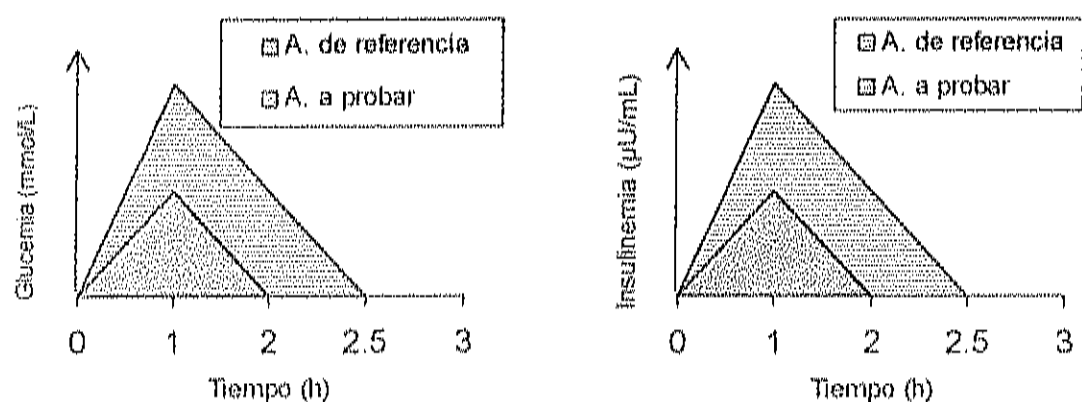 A. de referencia
A. a probar
Glucemia (mmol/L)
0 1 2 2.5 3
Tiempo (h)
A. de referencia
A. a probar
Insulinemia (µU/mL)
0 1 2 2.5 3
Tiempo (h)